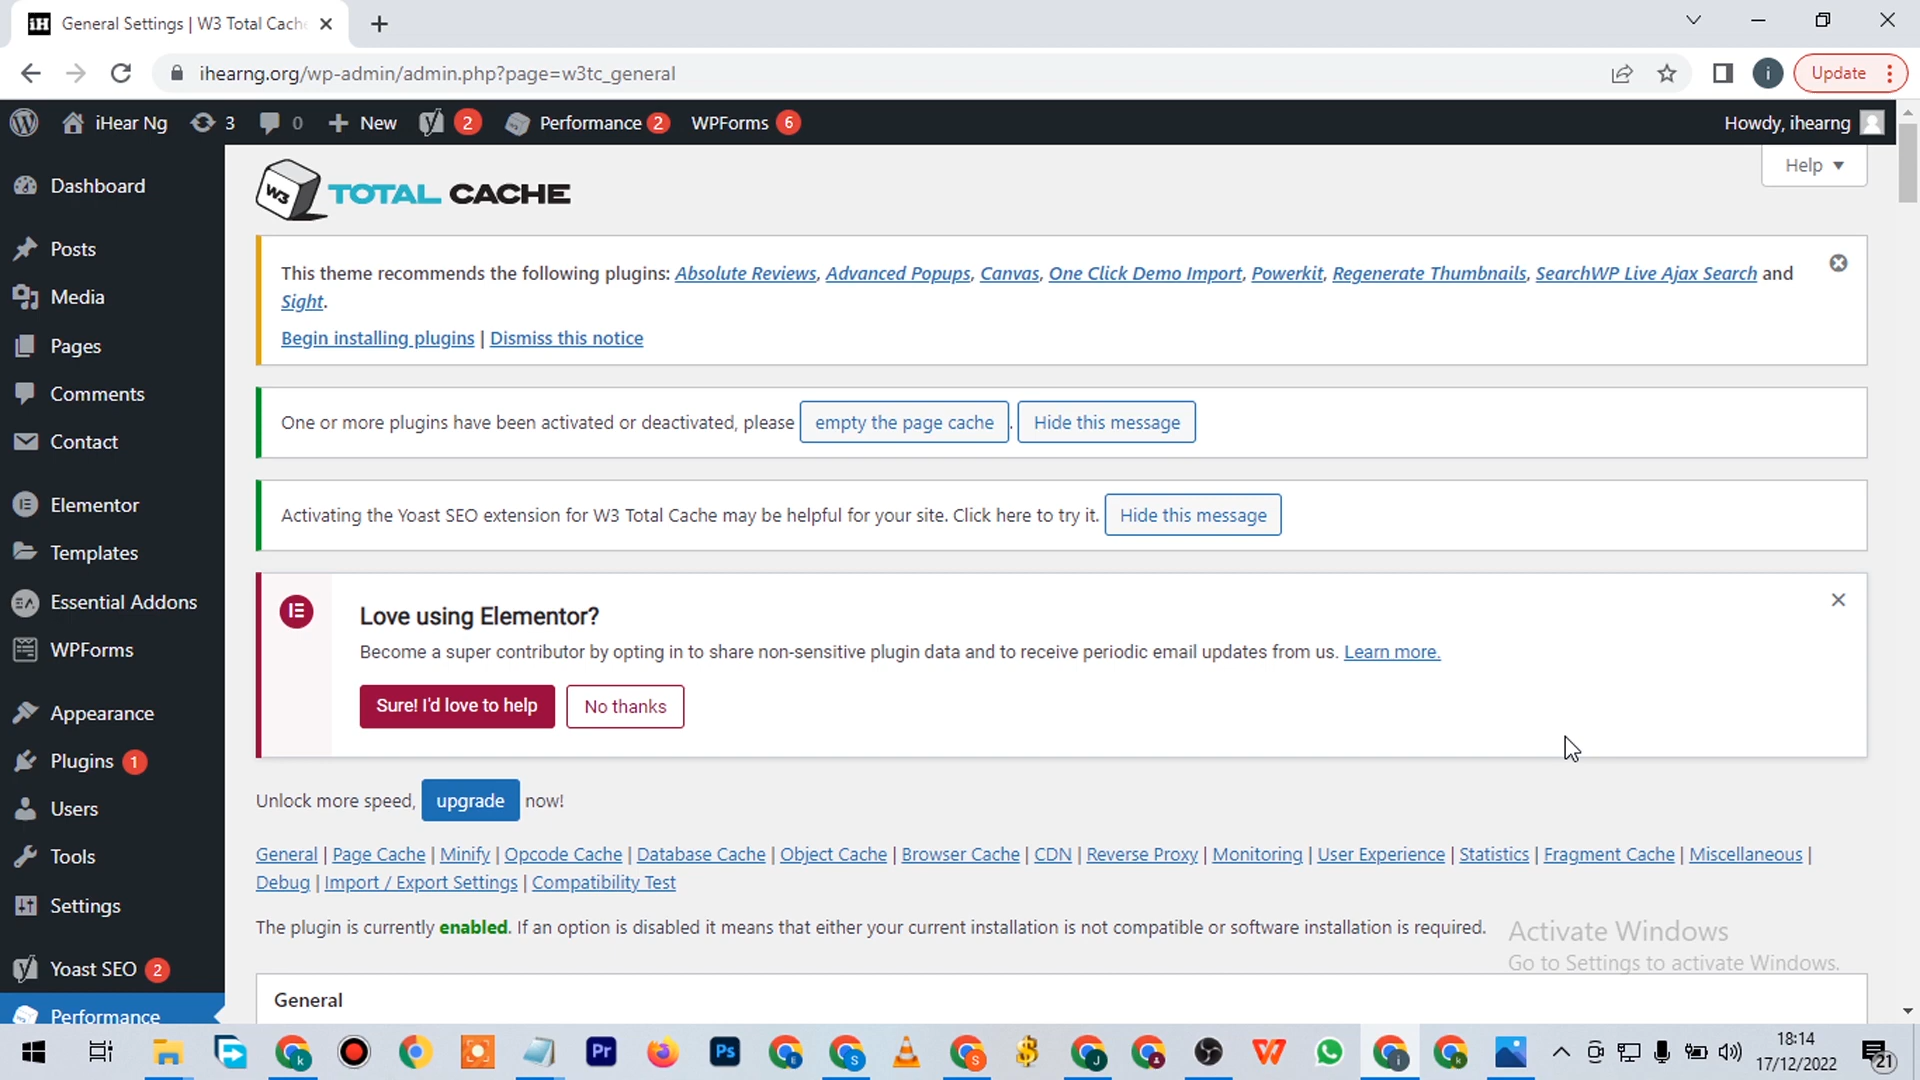 General Settings | W3 Total Cache
ihearng.org/wp-admin/admin.php?page=w3tc_general
Update
iHear Ng
3
0
New
2
Performance 2
WPForms 6
Howdy, ihearng
Help
Dashboard
Posts
Media
Pages
Comments
Contact
Elementor
Templates
Essential Addons
WPForms
Appearance
Plugins 1
Users
Tools
Settings
Yoast SEO 2
Performance
W3 TOTAL CACHE
This theme recommends the following plugins: Absolute Reviews, Advanced Popups, Canvas, One Click Demo Import, Powerkit, Regenerate Thumbnails, SearchWP Live Ajax Search and
Sight.
Begin installing plugins | Dismiss this notice
One or more plugins have been activated or deactivated, please empty the page cache . Hide this message
Activating the Yoast SEO extension for W3 Total Cache may be helpful for your site. Click here to try it. Hide this message
Love using Elementor?
Become a super contributor by opting in to share non-sensitive plugin data and to receive periodic email updates from us. Learn more.
Sure! I'd love to help
No thanks
Unlock more speed, upgrade now!
General | Page Cache | Minify | Opcode Cache | Database Cache | Object Cache | Browser Cache | CDN | Reverse Proxy | Monitoring | User Experience | Statistics | Fragment Cache | Miscellaneous |
Debug | Import / Export Settings | Compatibility Test
The plugin is currently enabled. If an option is disabled it means that either your current installation is not compatible or software installation is required.
Activate Windows
Go to Settings to activate Windows.
General
18:14
17/12/2022
21